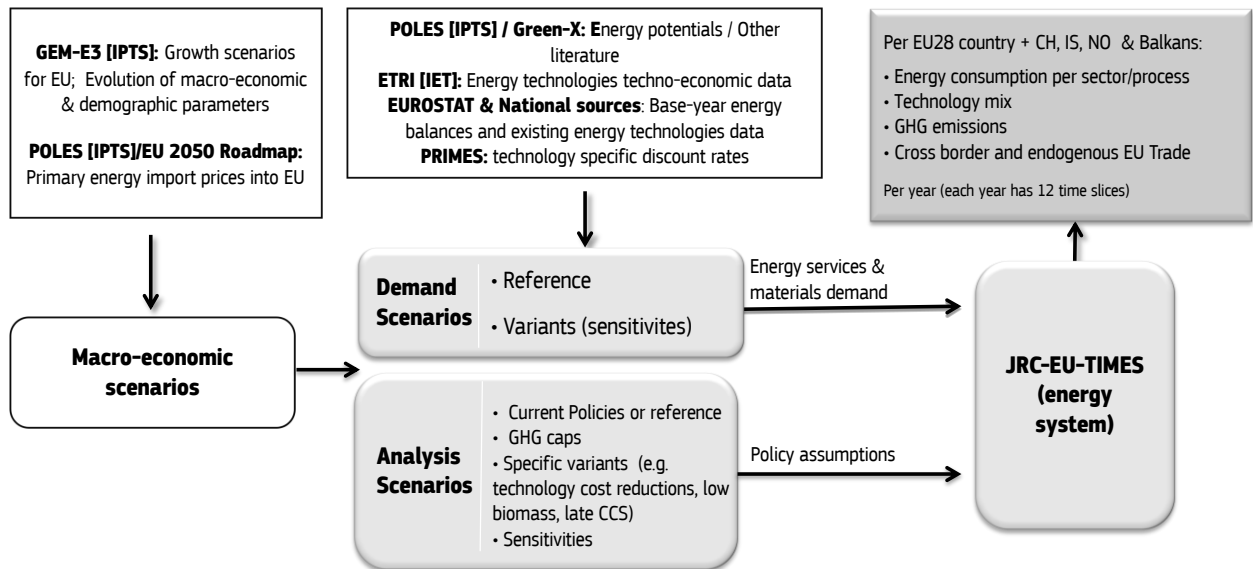 GEM-E3 [IPTS]: Growth scenarios
for EU; Evolution of macro-economic
& demographic parameters
POLES [IPTS]/EU 2050 Roadmap:
Primary energy import prices into EU
POLES [IPTS] / Green-X: Energy potentials / Other
literature
ETRI [IET]: Energy technologies techno-economic data
EUROSTAT & National sources: Base-year energy
balances and existing energy technologies data
PRIMES: technology specific discount rates
Per EU28 country + CH, IS, NO & Balkans:
• Energy consumption per sector/process
• Technology mix
• GHG emissions
• Cross border and endogenous EU Trade
Per year (each year has 12 time slices)
Macro-economic
scenarios
Demand
Scenarios
• Reference
• Variants (sensitivites)
Energy services &
materials demand
Analysis
Scenarios
• Current Policies or reference
• GHG caps
• Specific variants (e.g.
technology cost reductions, low
biomass, late CCS)
• Sensitivities
Policy assumptions
JRC-EU-TIMES
(energy
system)